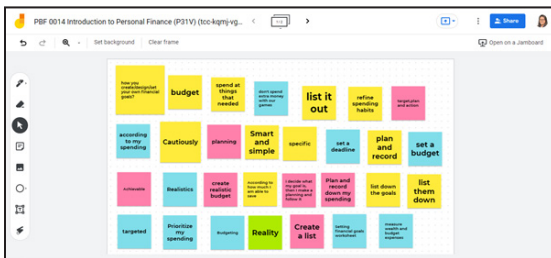 PBF 0014 Introduction to Personal Finance (P31V) (tcc-kqmj-vg...
Share
Set background
Clear frame
Open on a Jamboard
how you
create/design/set
your own financial
goals?
budget
spend at
things
that
needed
don't spend
extra money
with our
games
list it
out
refine
spending
habits
target,plan
and action
according
to my
spending
Cautiously
planning
Smart
and
simple
specific
set a
deadline
plan
and
record
set a
budget
Achievable
Realistics
create
realistic
budget
According to
how much I
am able to
save
I decide what
my goal is,
then i make a
planning and
follow it
Plan and
record
down my
spending
list down
the goals
list
them
down
targeted
Prioritize
my
spending
Budgeting
Reality
Create
a list
Setting
financial goals
worksheet
measure
wealth and
budget
expenses